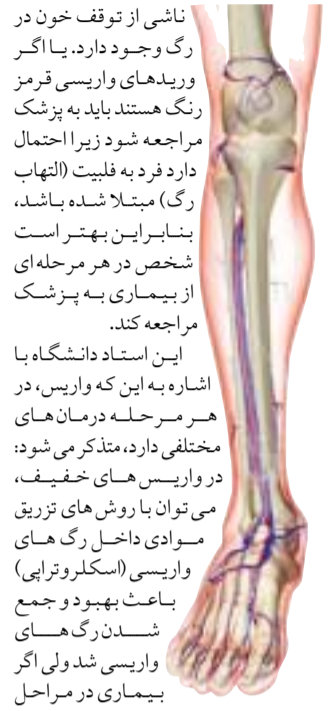 ناشی از توقف خون در
رگ وجود دارد. یا اگر
وریدهای واریسی قرمز
رنگ هستند باید به پزشک
مراجعه شود زیرا احتمال
دارد فرد به فلبیت (التهاب
رگ) مبتلا شده باشد،
بنابراین بهتر است
شخص در هر مرحله ای
از بیماری به پزشک
مراجعه کند.
این استاد دانشگاه با
اشاره به این که واریس، در
هر مرحله درمان های
مختلفی دارد، متذکر می شود:
در واریس های خفیف،
می توان با روش های تزریق
موادی داخل رگ های
واریسی (اسکلروتراپی)
باعث بهبود و جمع
شدن رگ های
واریسی شد ولی اگر
بیماری در مراحل